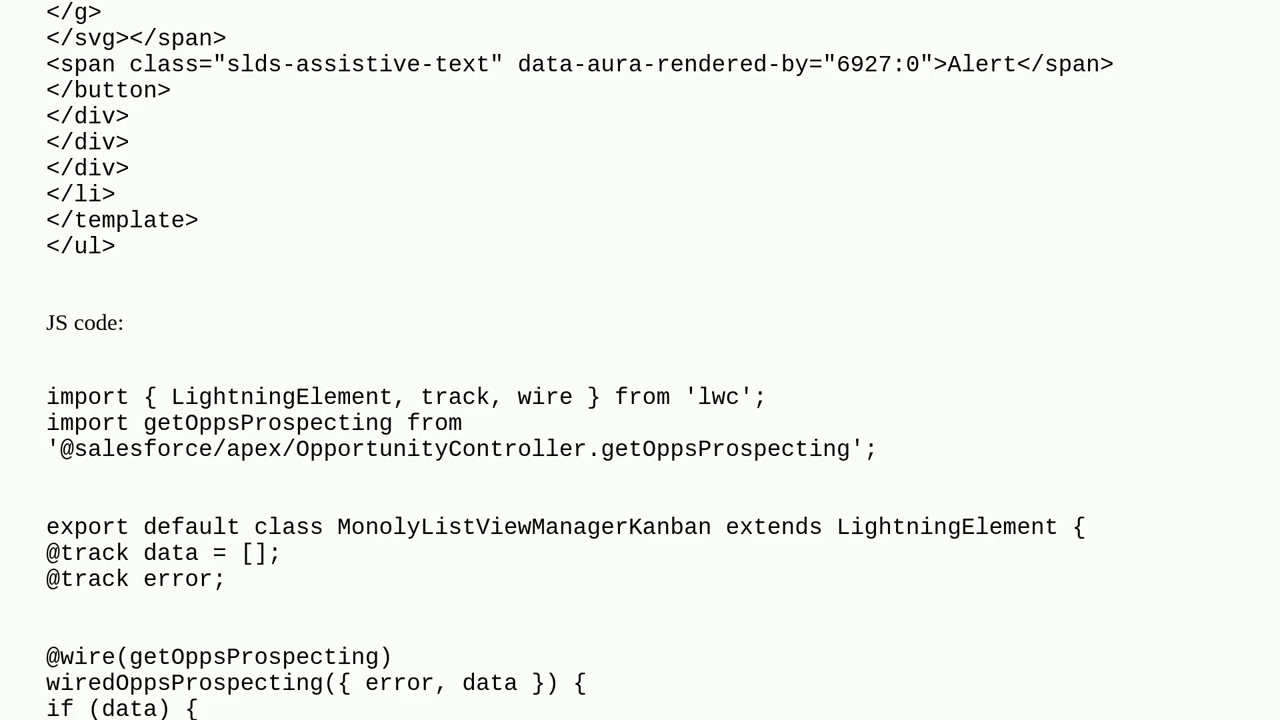 </g>
</svg></span>
<span class="slds-assistive-text" data-aura-rendered-by="6927:0">Alert</span>
</button>
</div>
</div>
</div>
</li>
</template>
</ul>
JS code:
import { LightningElement, track, wire } from 'lwc';
import getOppsProspecting from
'@salesforce/apex/OpportunityController.getOppsProspecting';
export default class MonolyListViewManagerKanban extends LightningElement {
@track data = [];
@track error;
@wire(getOppsProspecting)
wiredOppsProspecting({ error, data }) {
if (data) {